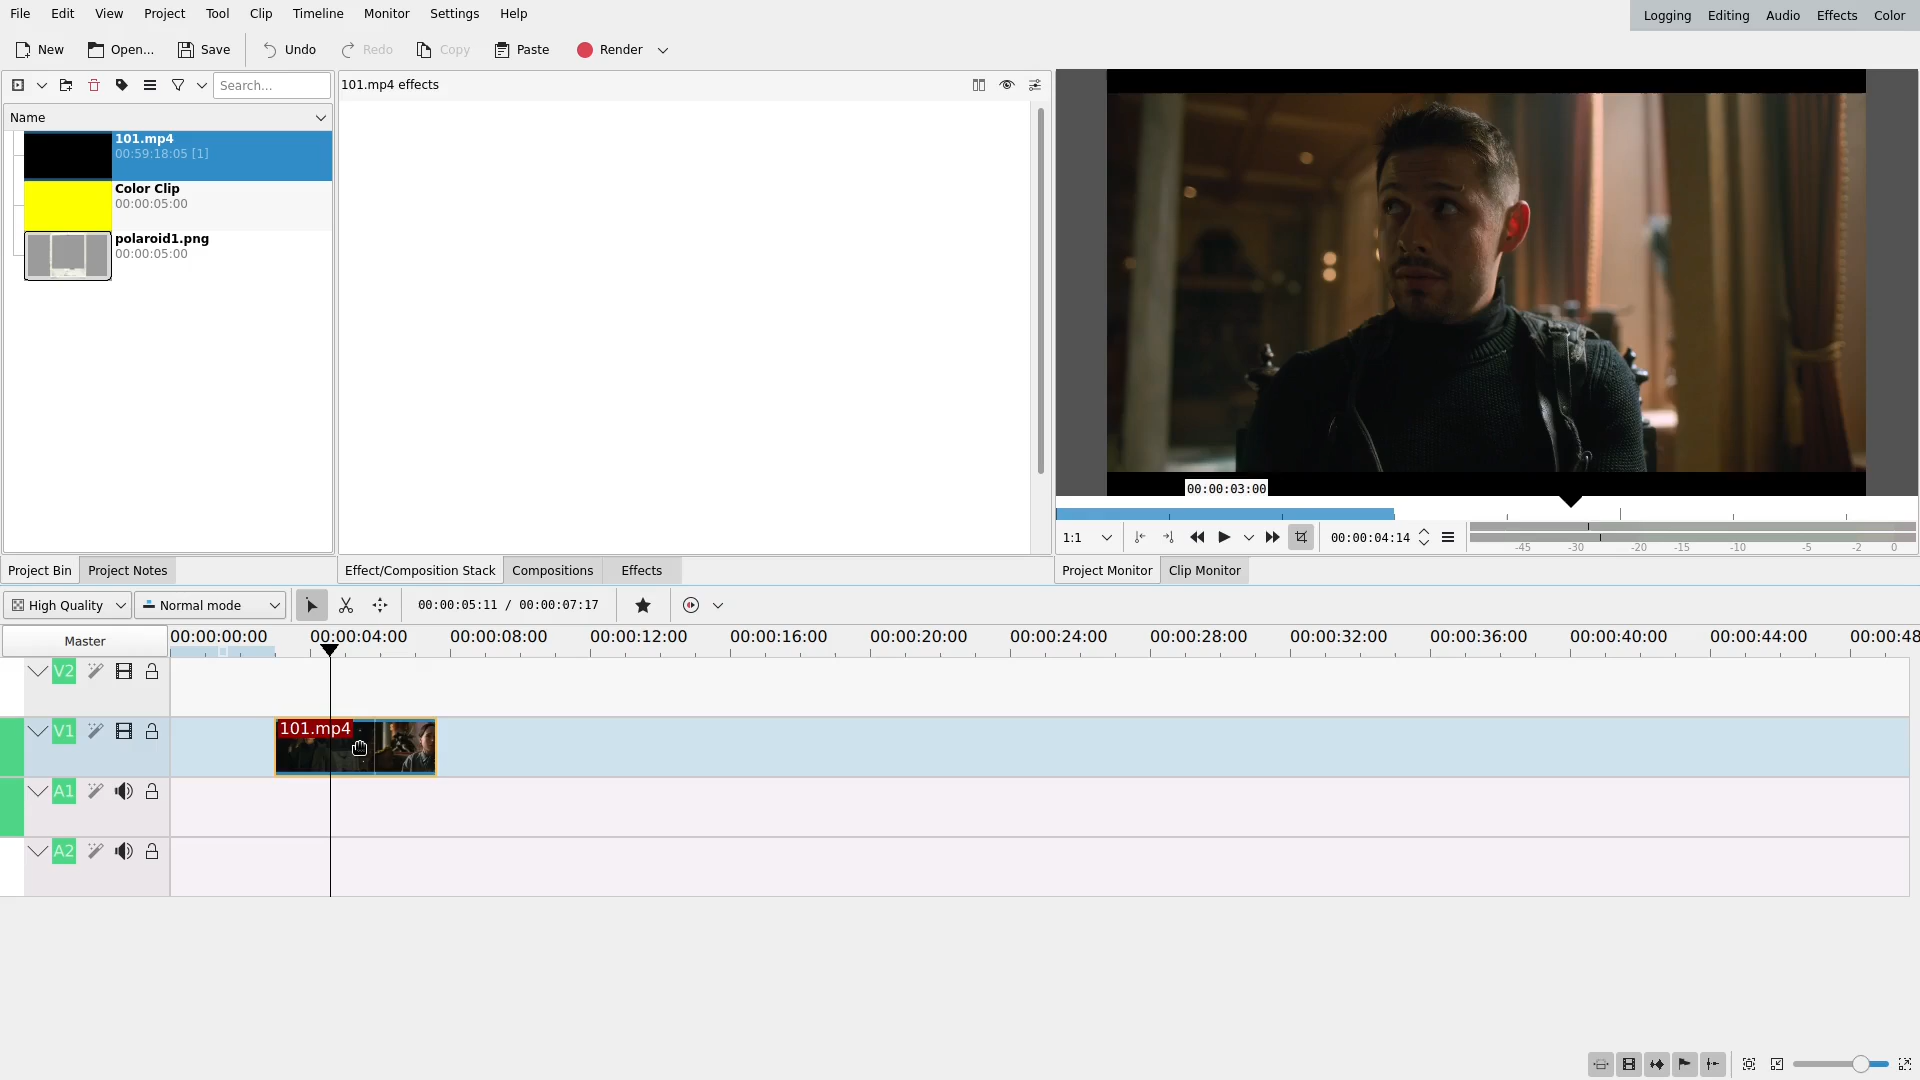 File Edit View Project Tool Clip Timeline Monitor Settings Help
Logging Editing Audio Effects Color
New Open... Save Undo Redo Copy Paste Render
Search...
101.mp4 effects
Name
101.mp4
00:59:18:05 [1]
Color Clip
00:00:05:00
polaroid1.png
00:00:05:00
00:00:03:00
1:1
00:00:04:14
-45 -30 -20 -15 -10 -5 -2 0
Project Bin Project Notes
Effect/Composition Stack Compositions Effects
Project Monitor Clip Monitor
High Quality Normal mode 00:00:05:11 / 00:00:07:17
Master
00:00:00:00 00:00:04:00 00:00:08:00 00:00:12:00 00:00:16:00 00:00:20:00 00:00:24:00 00:00:28:00 00:00:32:00 00:00:36:00 00:00:40:00 00:00:44:00 00:00:48
V2
V1
101.mp4
A1
A2